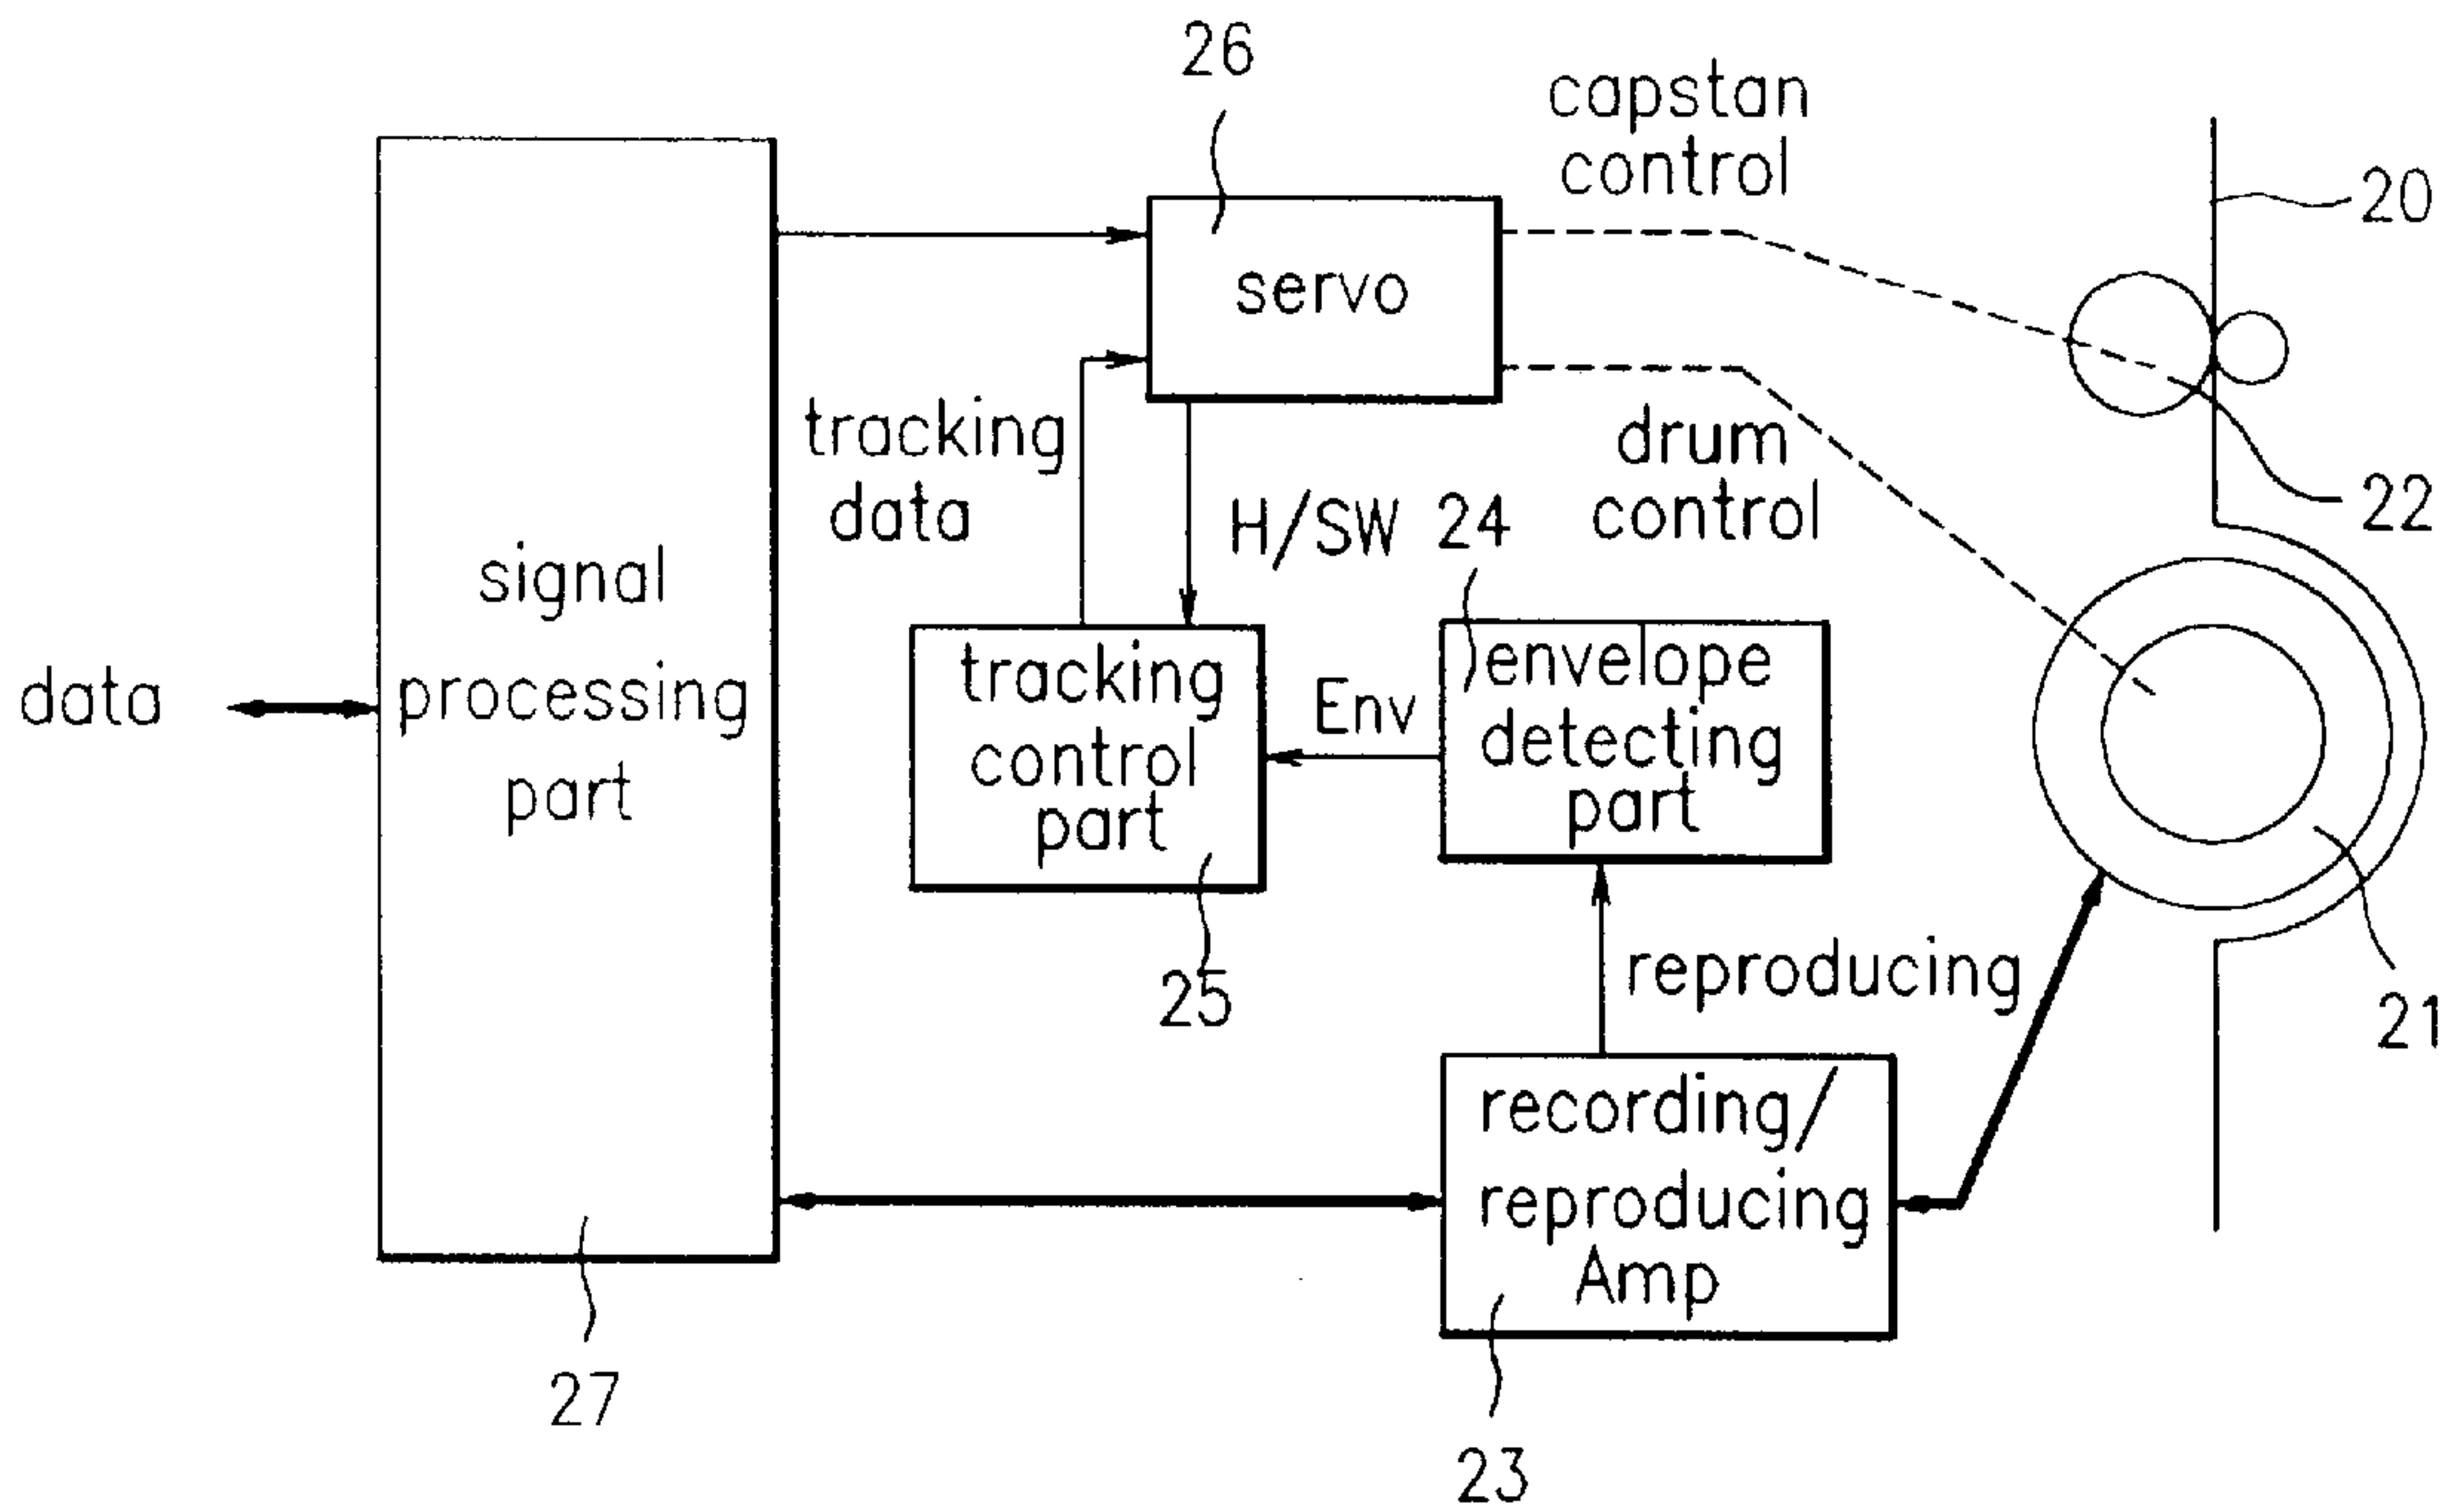 26
capstan
control
20
servo
tracking
data
H/SW
24
drum
control
22
signal
processing
part
data
tracking
control
part
Env
envelope
detecting
part
25
reproducing
21
recording/
reproducing
Amp
27
23